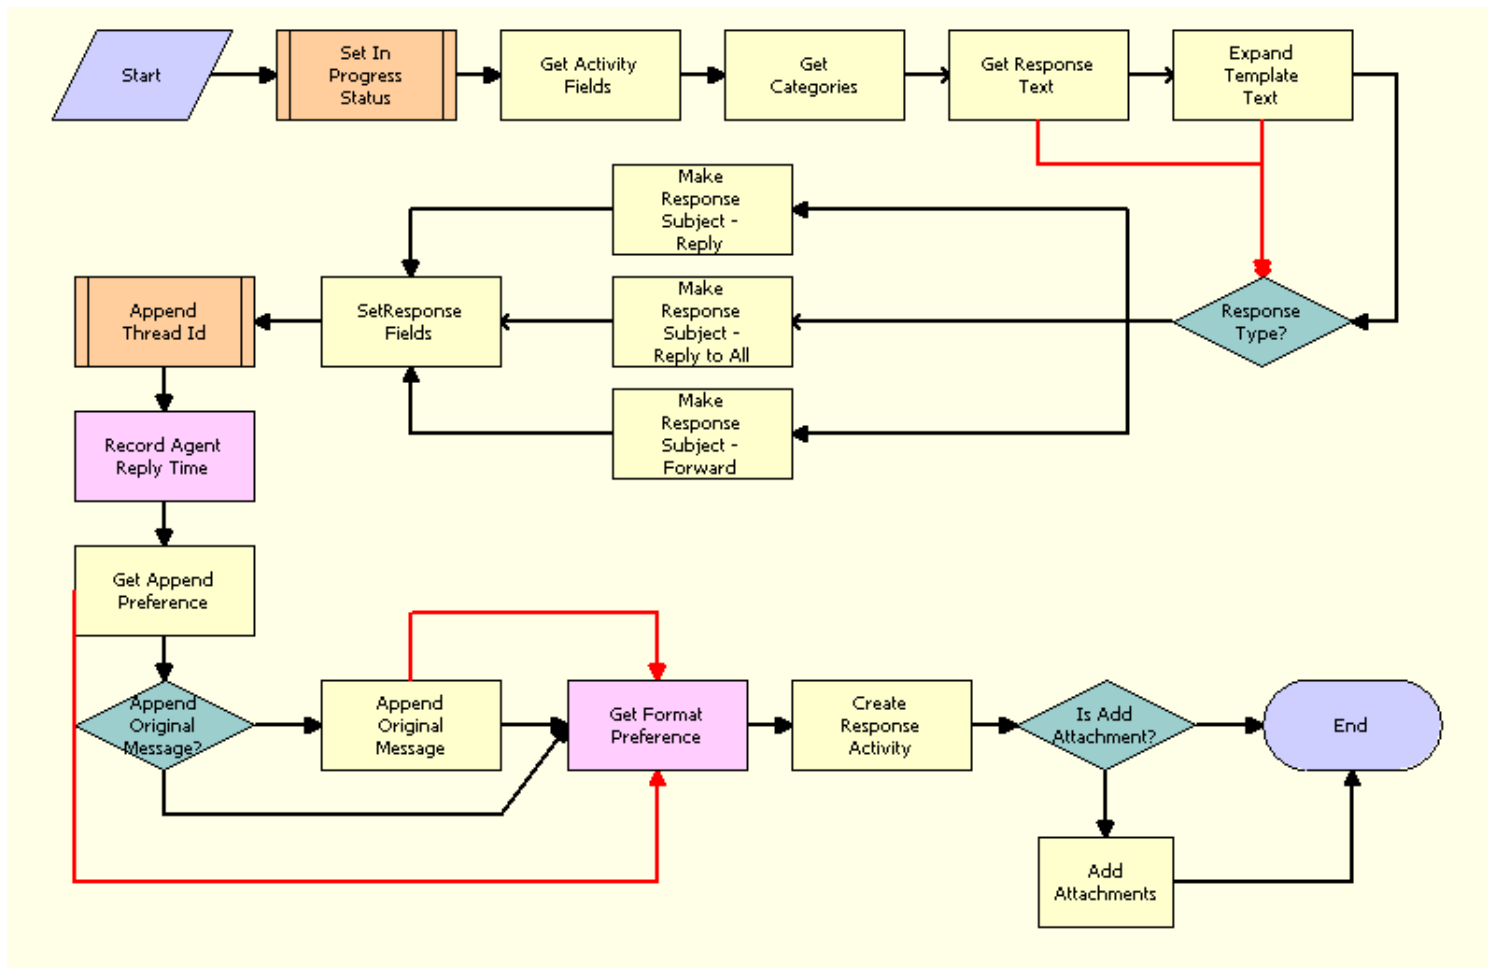 Start
Set In
Progress
Status
Get Activity
Fields
Get
Categories
Get Response
Text
Expand
Template
Text
Make
Response
Subject -
Reply
Append
Thread Id
SetResponse
Fields
Make
Response
Subject -
Reply to All
Response
Type?
Make
Response
Subject -
Forward
Record Agent
Reply Time
Get Append
Preference
Append
Original
Message?
Append
Original
Message
Get Format
Preference
Create
Response
Activity
Is Add
Attachment?
End
Add
Attachments